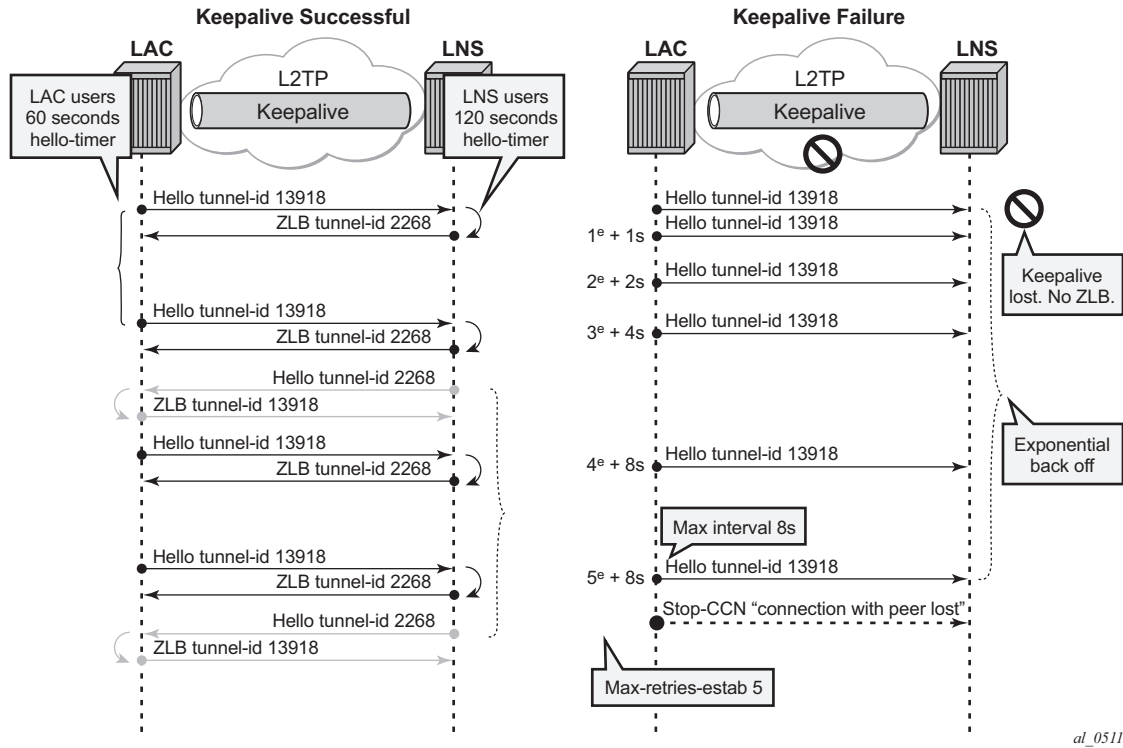 Keepalive Successful
LAC
LNS
L2TP
Keepalive
LAC users
60 seconds
hello-timer
LNS users
120 seconds
hello-timer
Hello tunnel-id 13918
ZLB tunnel-id 2268
Hello tunnel-id 13918
ZLB tunnel-id 2268
Hello tunnel-id 2268
ZLB tunnel-id 13918
Hello tunnel-id 13918
ZLB tunnel-id 2268
Hello tunnel-id 13918
ZLB tunnel-id 2268
Hello tunnel-id 2268
ZLB tunnel-id 13918
Keepalive Failure
LAC
LNS
L2TP
Keepalive
Hello tunnel-id 13918
1ᵉ + 1s
Hello tunnel-id 13918
Keepalive
lost. No ZLB.
2ᵉ + 2s
Hello tunnel-id 13918
3ᵉ + 4s
Hello tunnel-id 13918
Exponential
back off
4ᵉ + 8s
Hello tunnel-id 13918
Max interval 8s
5ᵉ + 8s
Hello tunnel-id 13918
Stop-CCN “connection with peer lost”
Max-retries-estab 5
al_0511